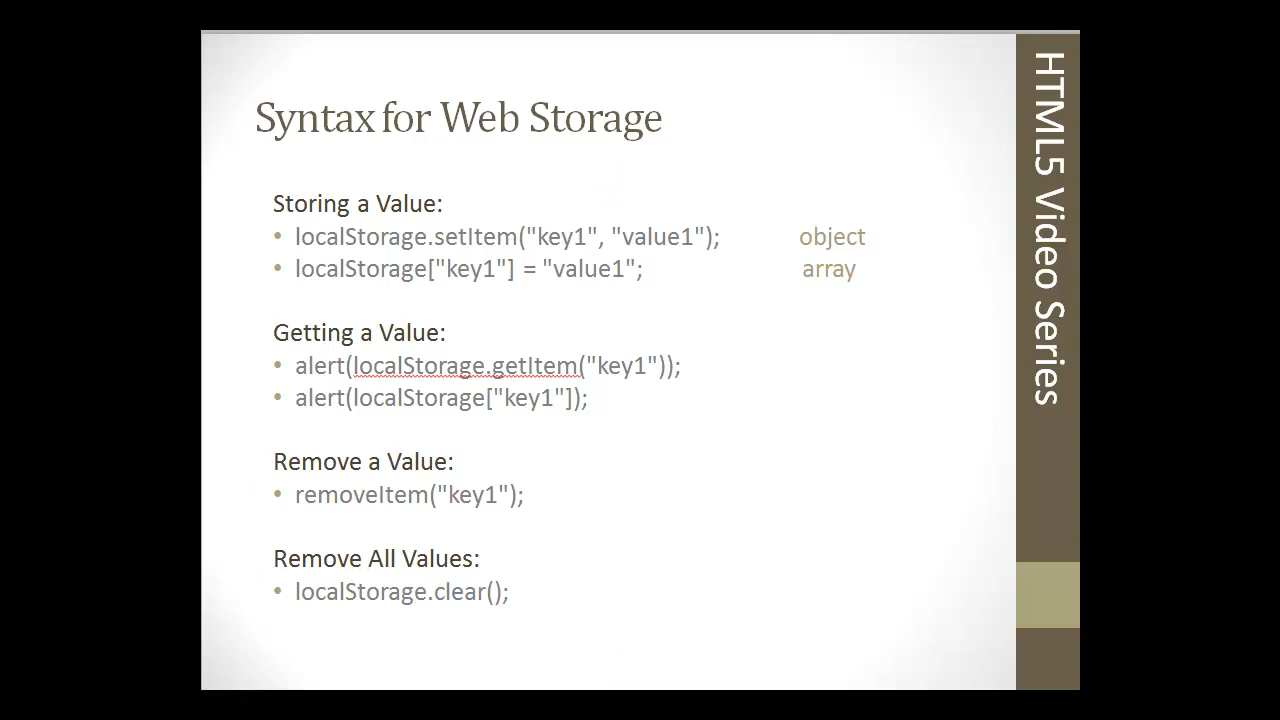 Syntax for Web Storage
Storing a Value:
• localStorage.setItem("key1", "value1"); object
• localStorage["key1"] = "value1"; array
Getting a Value:
• alert(localStorage.getItem("key1"));
• alert(localStorage["key1"]);
Remove a Value:
• removeItem("key1");
Remove All Values:
• localStorage.clear();
HTML5 Video Series